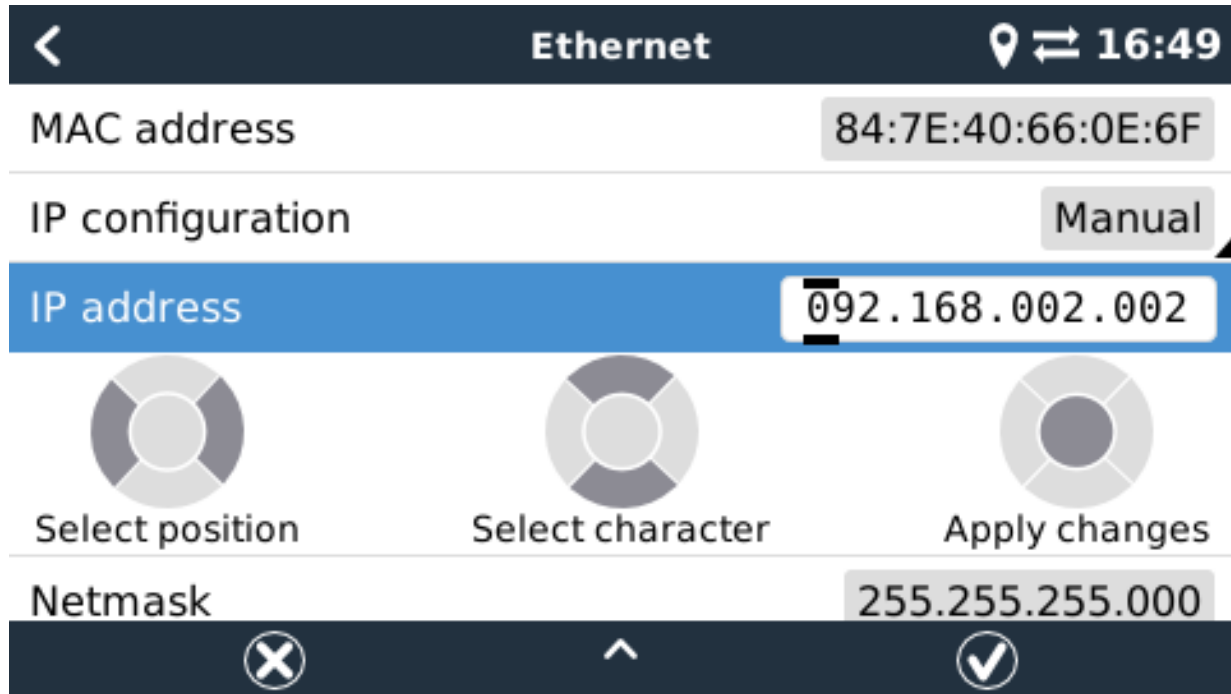 Ethernet 16:49
MAC address 84:7E:40:66:0E:6F
IP configuration Manual
IP address 092.168.002.002
Select position Select character Apply changes
Netmask 255.255.255.000